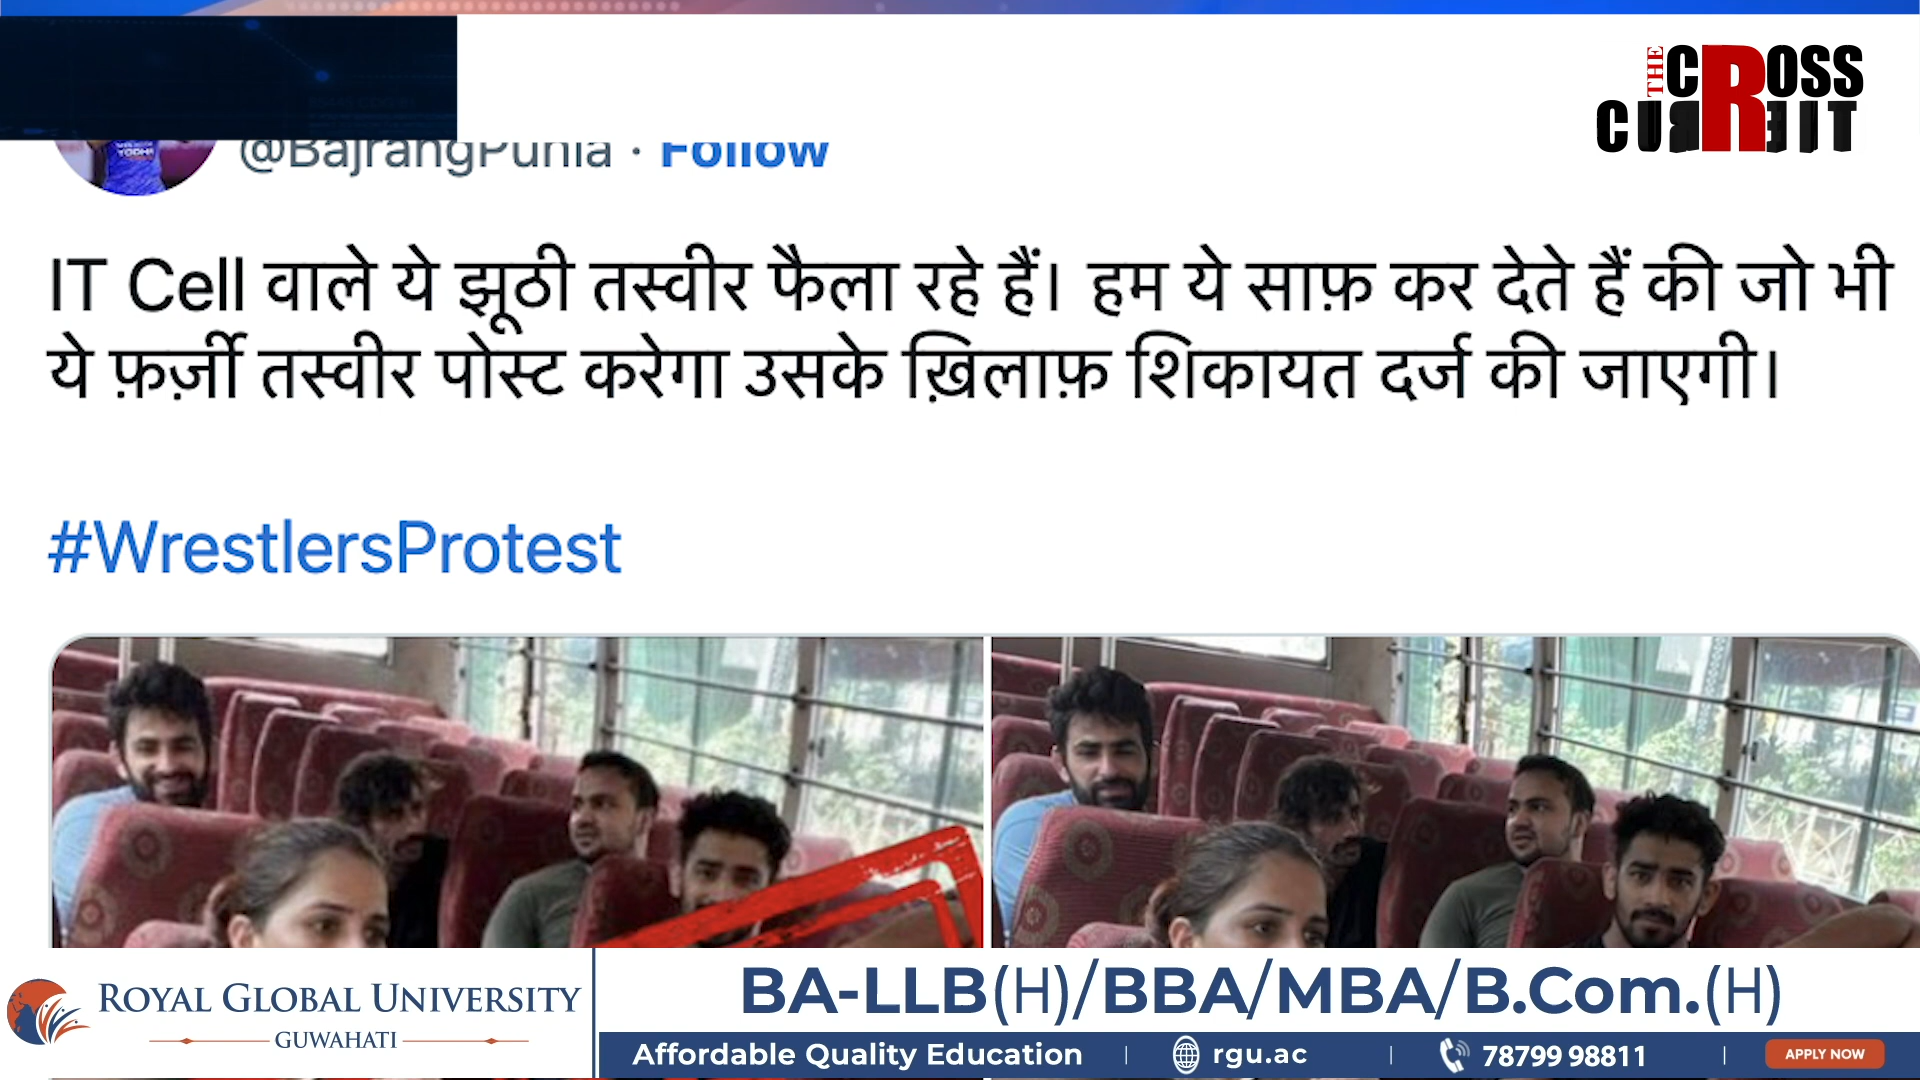 THE CROSS
CURRENT
YODHA
@BajrangPunia · Follow
IT Cell वाले ये झूठी तस्वीर फैला रहे हैं। हम ये साफ़ कर देते हैं की जो भी
ये फ़र्ज़ी तस्वीर पोस्ट करेगा उसके ख़िलाफ़ शिकायत दर्ज की जाएगी।
#WrestlersProtest
ROYAL GLOBAL UNIVERSITY
GUWAHATI
BA-LLB(H)/BBA/MBA/B.Com.(H)
Affordable Quality Education | rgu.ac | 78799 98811 | APPLY NOW